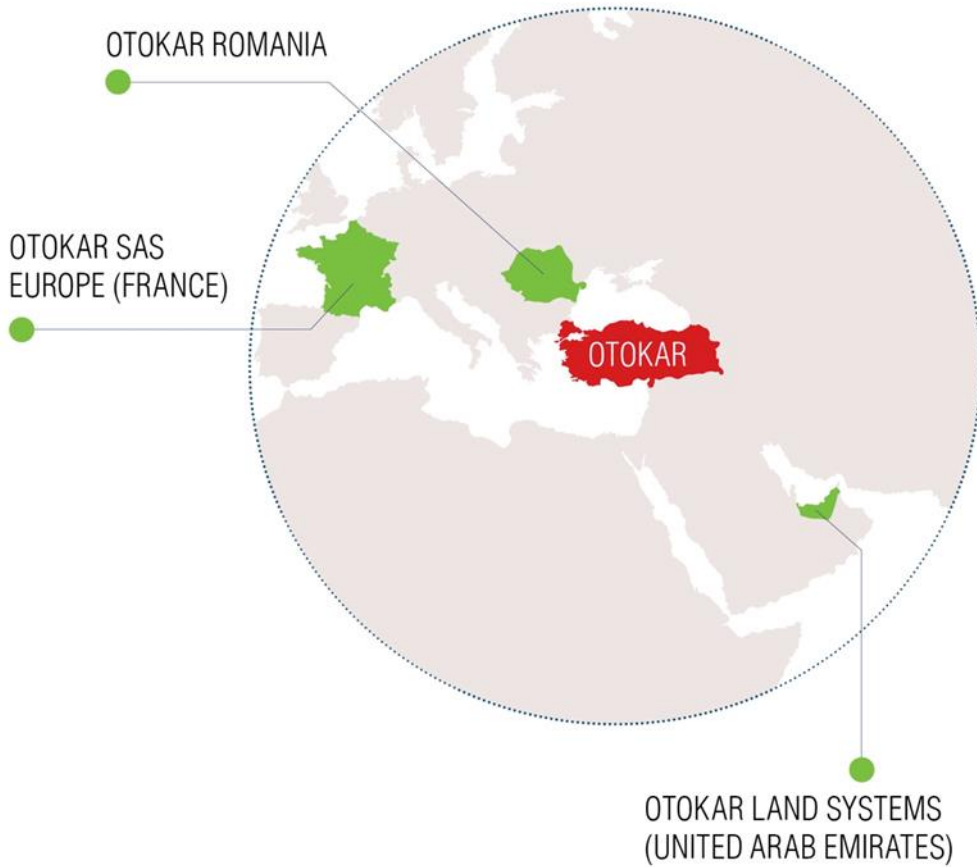 OTOKAR ROMANIA
OTOKAR SAS
EUROPE (FRANCE)
OTOKAR
OTOKAR LAND SYSTEMS
(UNITED ARAB EMIRATES)